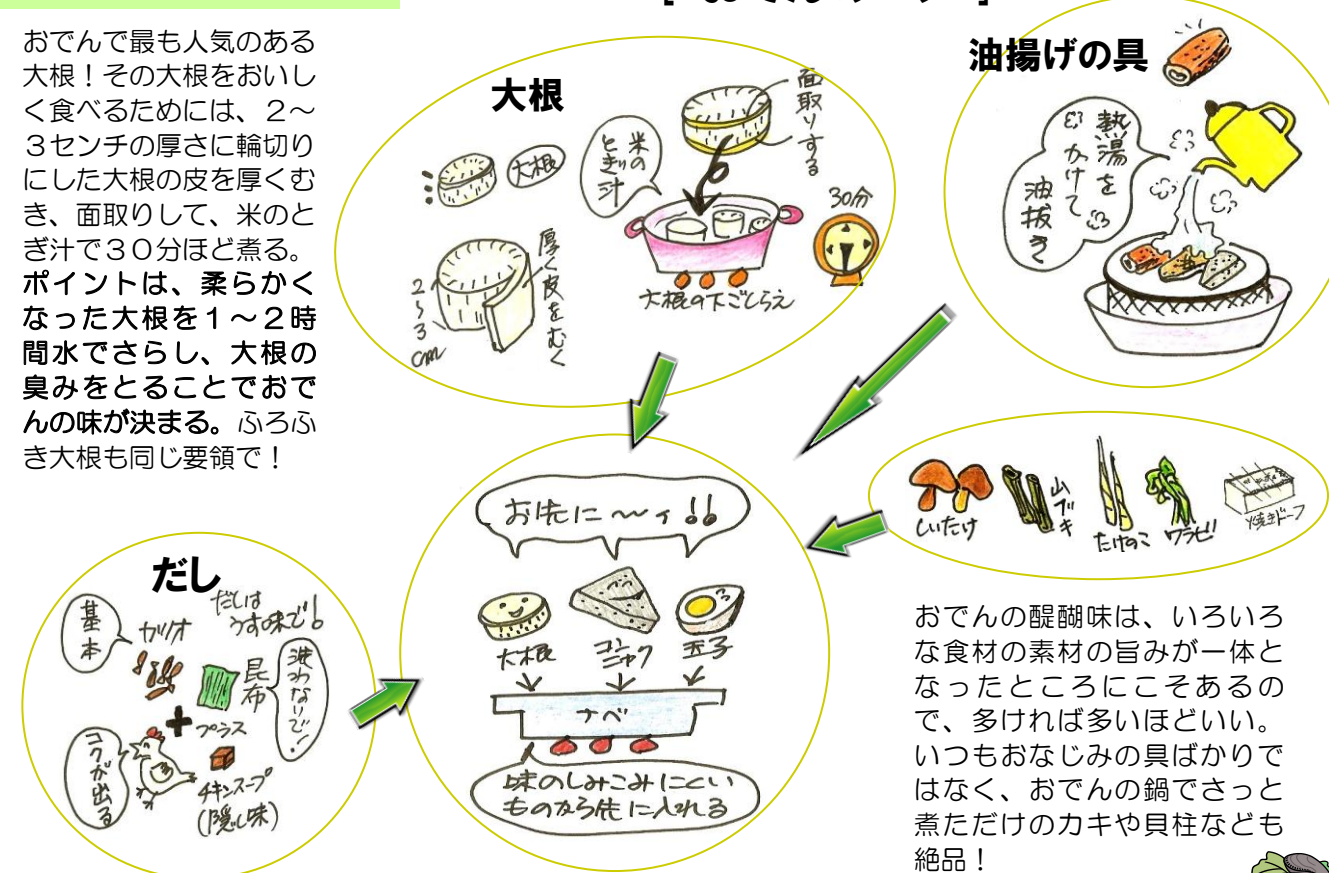 おでんで最も人気のある
大根！その大根をおいし
く食べるためには、２～
３センチの厚さに輪切り
にした大根の皮を厚くむ
き、面取りして、米のと
ぎ汁で３０分ほど煮る。
ポイントは、柔らかく
なった大根を１～２時
間水でさらし、大根の
臭みをとることでおで
んの味が決まる。ふろふ
き大根も同じ要領で！
大根
大根
厚く皮をむく
2～3cm
米の
とぎ汁
面取りする
30分
大根の下ごしらえ
油揚げの具
熱湯を
かけて
油抜き
しいたけ
山ブキ
たけのこ
ワラビ
焼きドーフ
だし
だしは
うす味で！
基本
カツオ
昆布
洗わないで！
プラス
コクが出る
チキンスープ
(隠し味)
お先に～ィ!!
大根
コン
ニャク
玉子
ナベ
味のしみこみにくい
ものから先に入れる
おでんの醍醐味は、いろいろ
な食材の素材の旨みが一体と
なったところにこそあるの
で、多ければ多いほどいい。
いつもおなじみの具ばかりで
はなく、おでんの鍋でさっと
煮ただけのカキや貝柱なども
絶品！